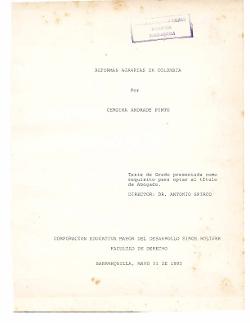 REFORMAS AGRARIAS EN COLOMBIA
Por
ANDRADE
Tesis de Grado presentada como
requisito para optar al título
de Abogado.
DIRECTOR: DR. ANTONIO
CORPORACION EDUCATIVA MAYOR DEL DESARROLLO SIMON BOLIVAR
FACULTAD DE DERECHO
BARRANQUILLA, MAYO DE